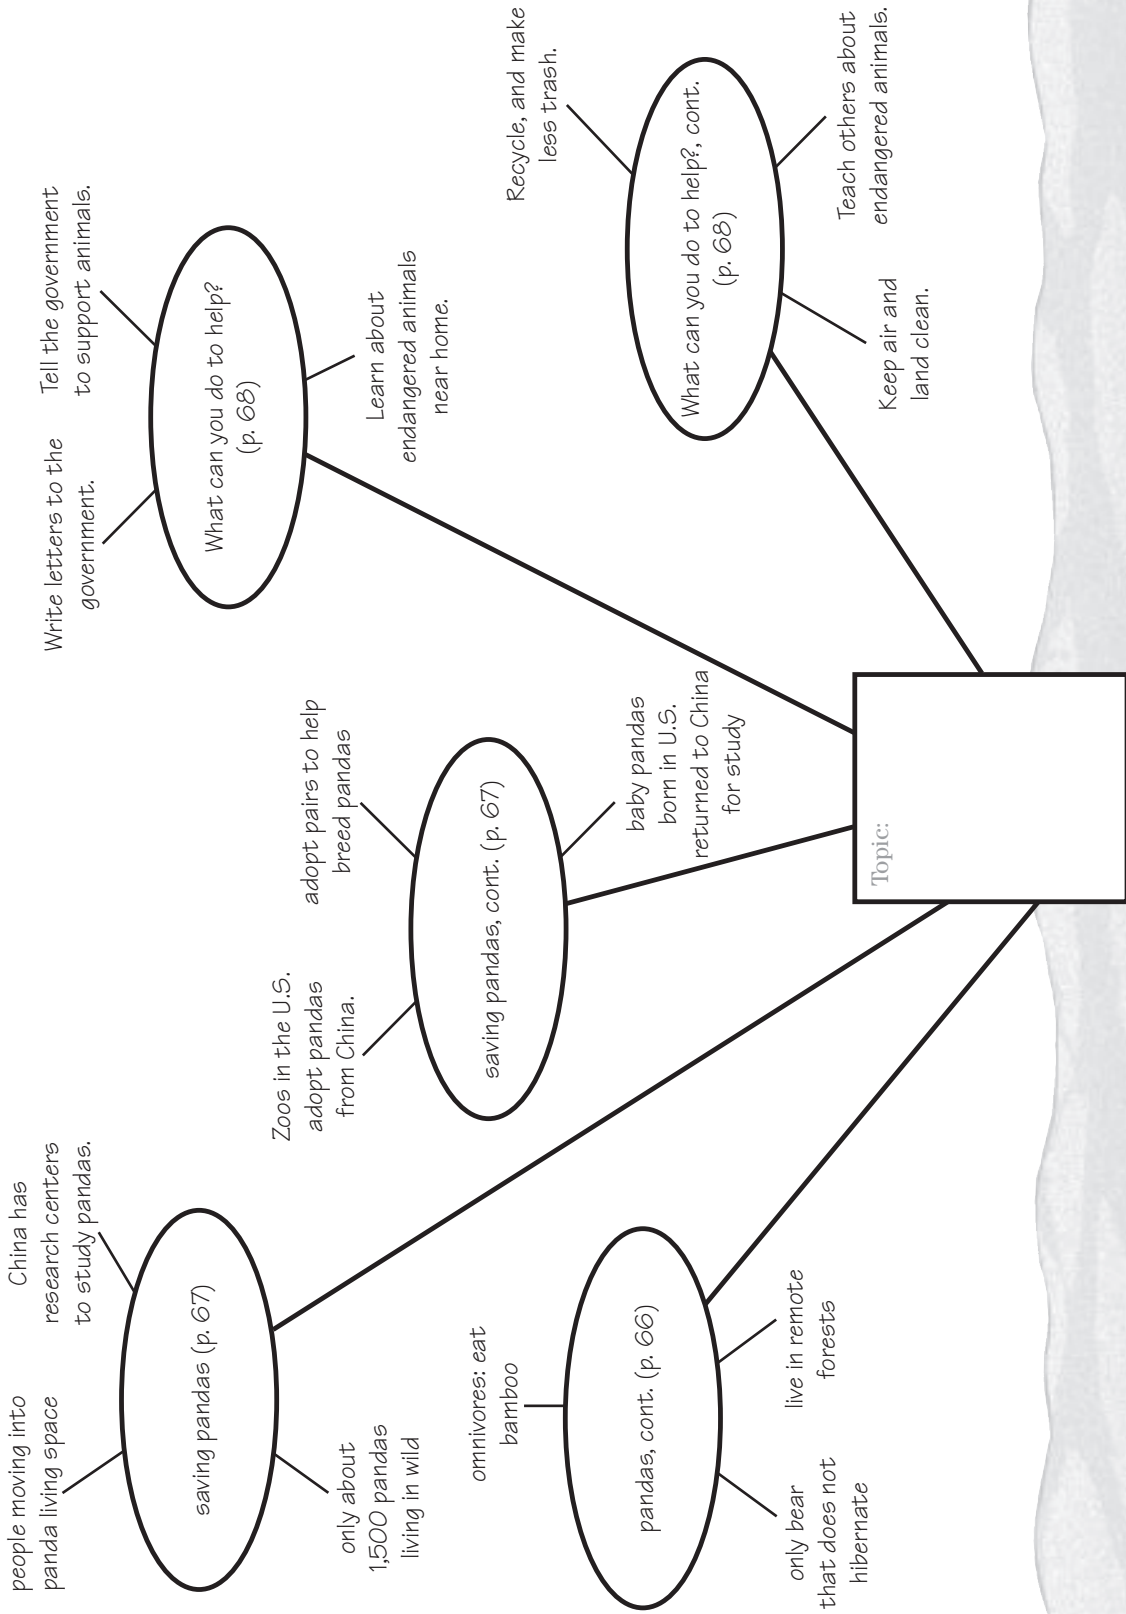 people moving into
panda living space
China has
research centers
to study pandas.
saving pandas (p. 67)
only about
1,500 pandas
living in wild
omnivores: eat
bamboo
pandas, cont. (p. 66)
only bear
that does not
hibernate
live in remote
forests
Zoos in the U.S.
adopt pandas
from China.
adopt pairs to help
breed pandas
saving pandas, cont. (p. 67)
baby pandas
born in U.S.
returned to China
for study
Write letters to the
government.
Tell the government
to support animals.
What can you do to help?
(p. 68)
Learn about
endangered animals
near home.
Recycle, and make
less trash.
What can you do to help?, cont.
(p. 68)
Keep air and
land clean.
Teach others about
endangered animals.
Topic: